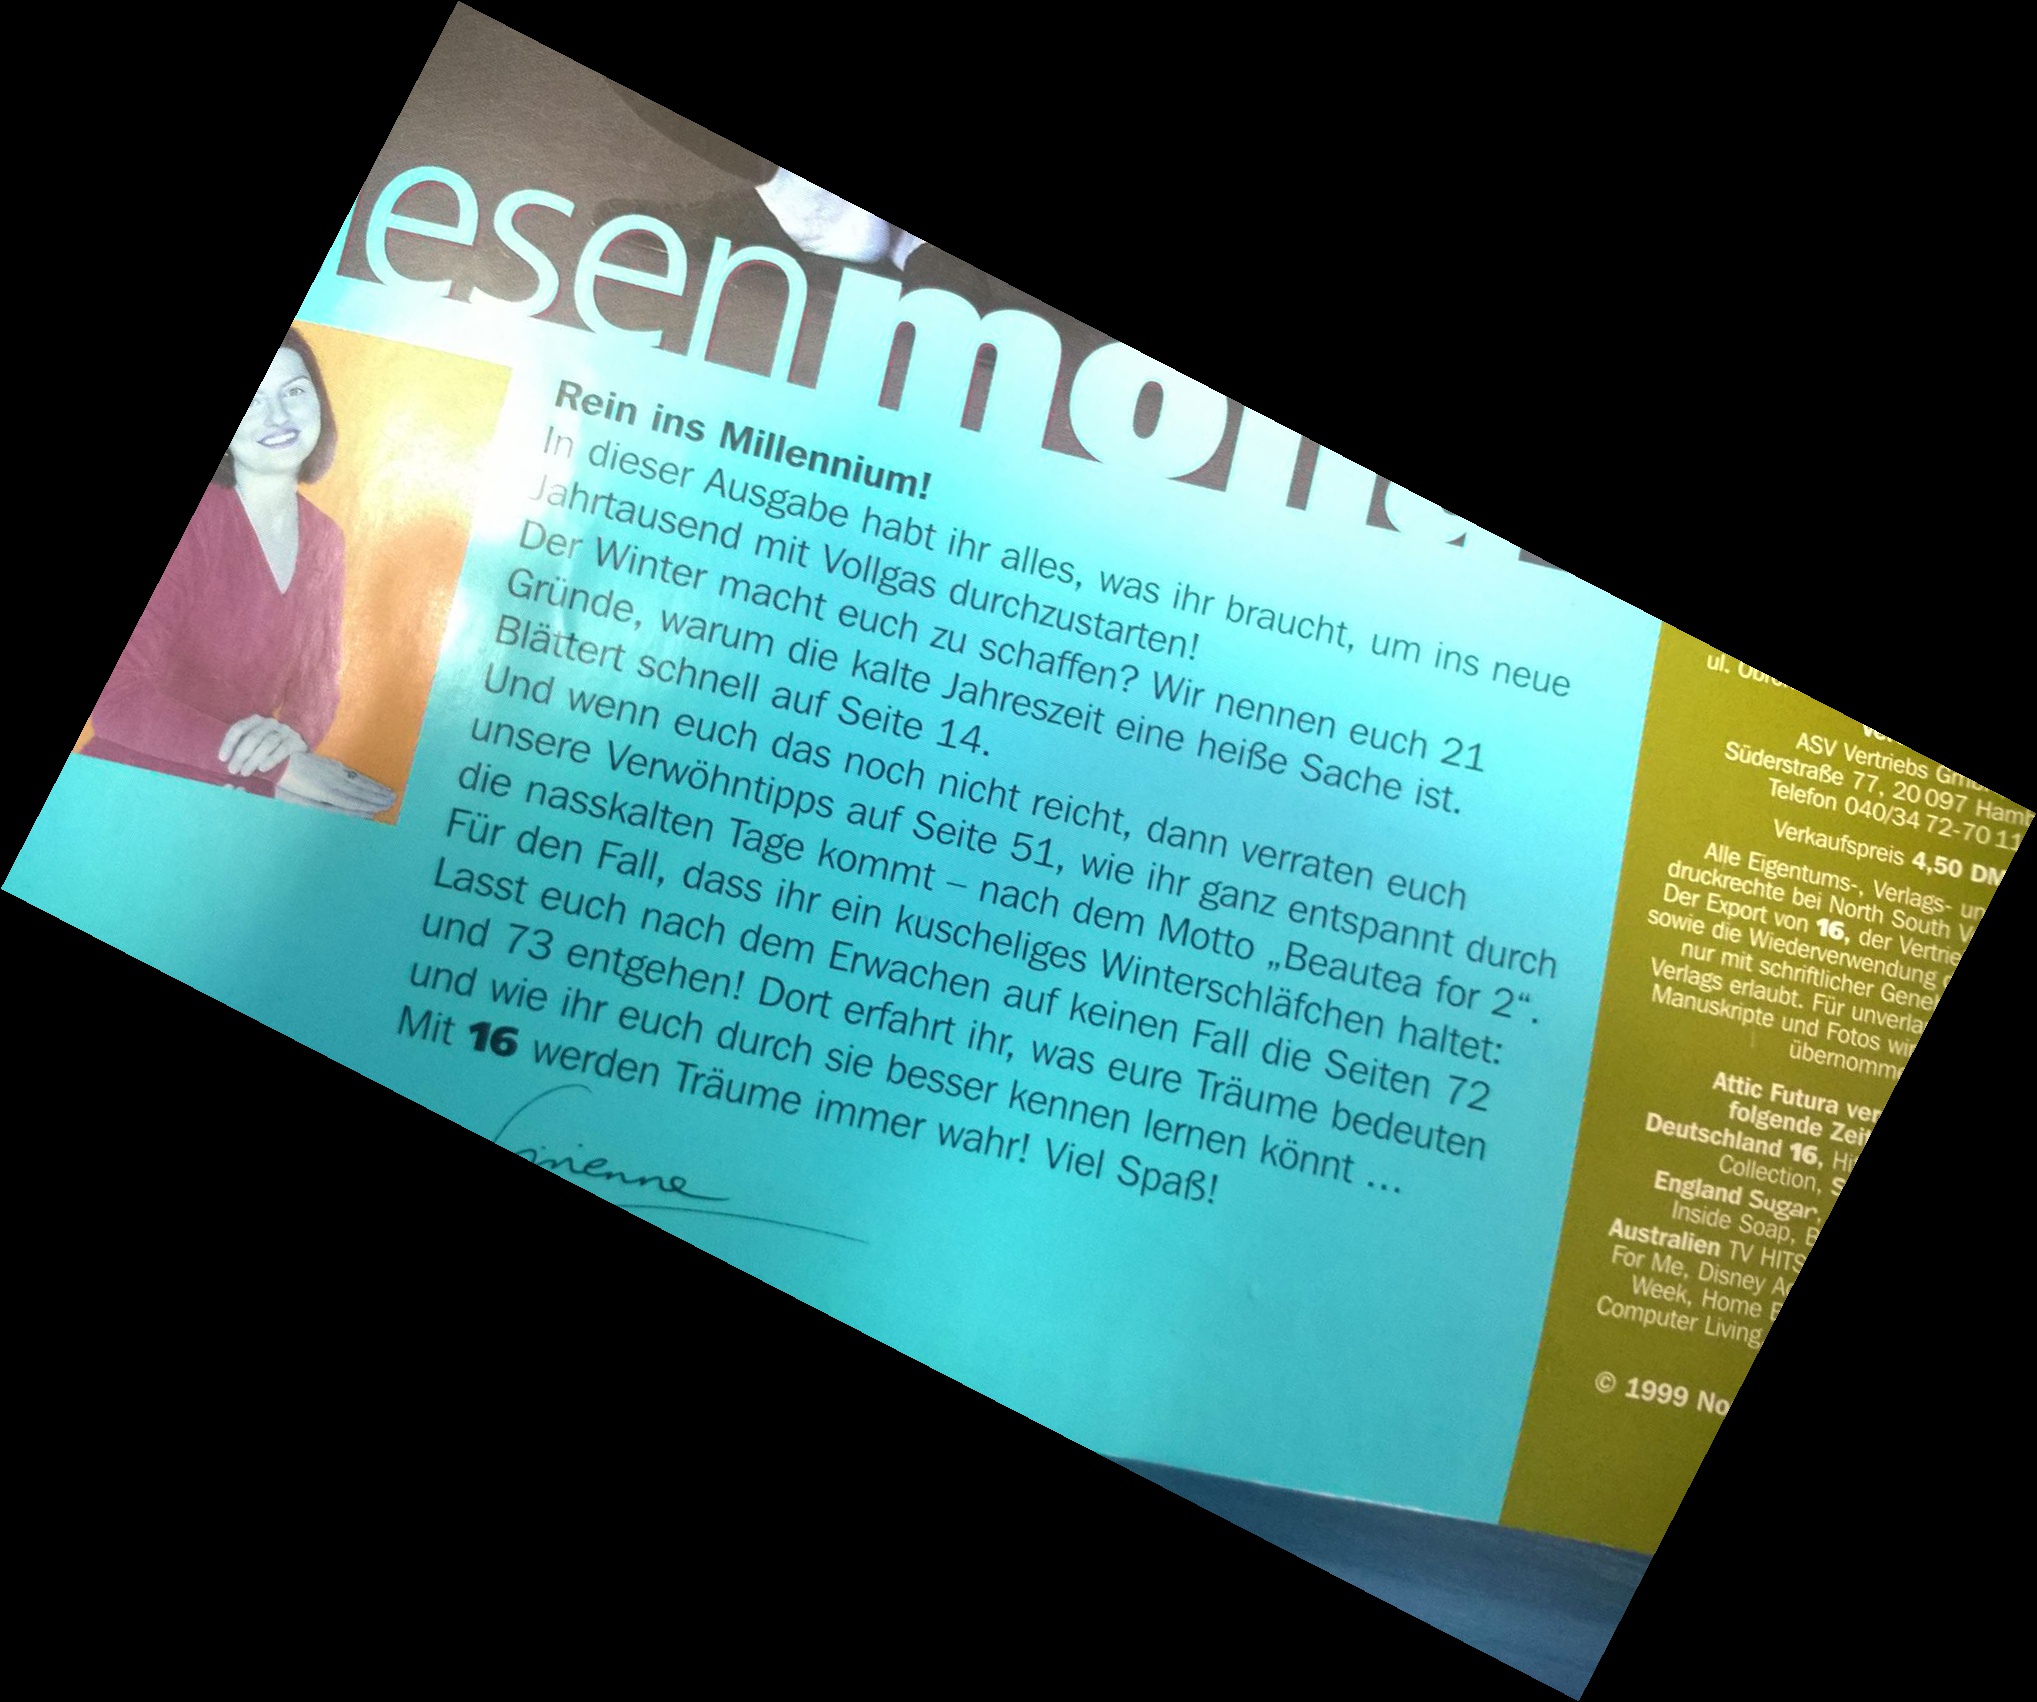 esen
Rein ins Millennium!
In dieser Ausgabe habt ihr alles, was ihr braucht, um ins neue
Jahrtausend mit Vollgas durchzustarten!
Der Winter macht euch zu schaffen? Wir nennen euch 21
Gründe, warum die kalte Jahreszeit eine heiße Sache ist.
Blättert schnell auf Seite 14.
Und wenn euch das noch nicht reicht, dann verraten euch
unsere Verwöhntipps auf Seite 51, wie ihr ganz entspannt durch
die nasskalten Tage kommt – nach dem Motto „Beautea for 2“.
Für den Fall, dass ihr ein kuscheliges Winterschläfchen haltet:
Lasst euch nach dem Erwachen auf keinen Fall die Seiten 72
und 73 entgehen! Dort erfahrt ihr, was eure Träume bedeuten
und wie ihr euch durch sie besser kennen lernen könnt ...
Mit 16 werden Träume immer wahr! Viel Spaß!
ul.
ASV Vertriebs
Süderstraße 77, 20 097
Telefon 040/34 72-70 11
Verkaufspreis 4,50 DM
Alle Eigentums-, Verlags-
druckrechte bei North South
Der Export von 16, der
sowie die Wiederverwendung
nur mit schriftlicher
Verlags erlaubt. Für
Manuskripte und Fotos
Attic Futura
folgende
Deutschland 16,
Collection,
England Sugar,
Inside Soap,
Australien TV HITS
For Me, Disney
Week, Home
Computer Living
© 1999